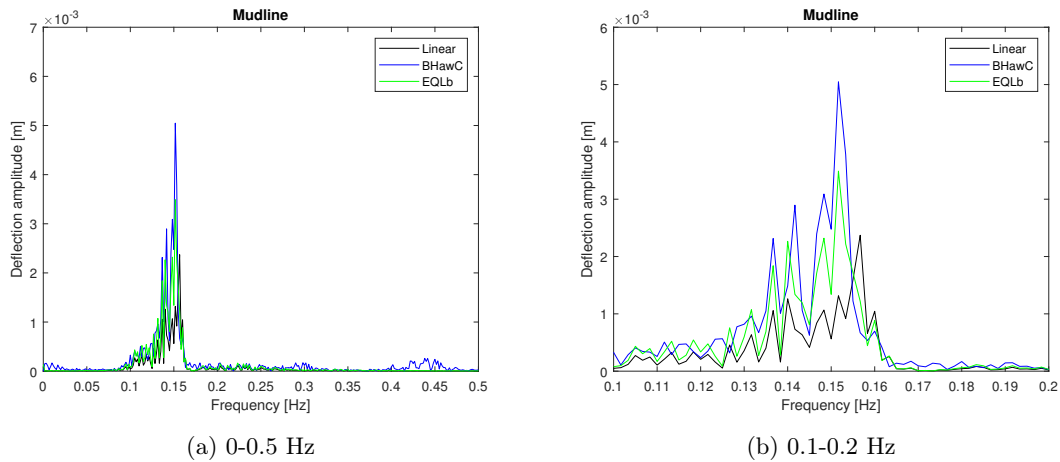 ×10⁻³
Mudline
7
6
5
4
3
2
1
0
Deflection amplitude [m]
Linear
BHawC
EQLb
0 0.05 0.1 0.15 0.2 0.25 0.3 0.35 0.4 0.45 0.5
Frequency [Hz]
(a) 0-0.5 Hz
×10⁻³
Mudline
6
5
4
3
2
1
0
Deflection amplitude [m]
Linear
BHawC
EQLb
0.1 0.11 0.12 0.13 0.14 0.15 0.16 0.17 0.18 0.19 0.2
Frequency [Hz]
(b) 0.1-0.2 Hz